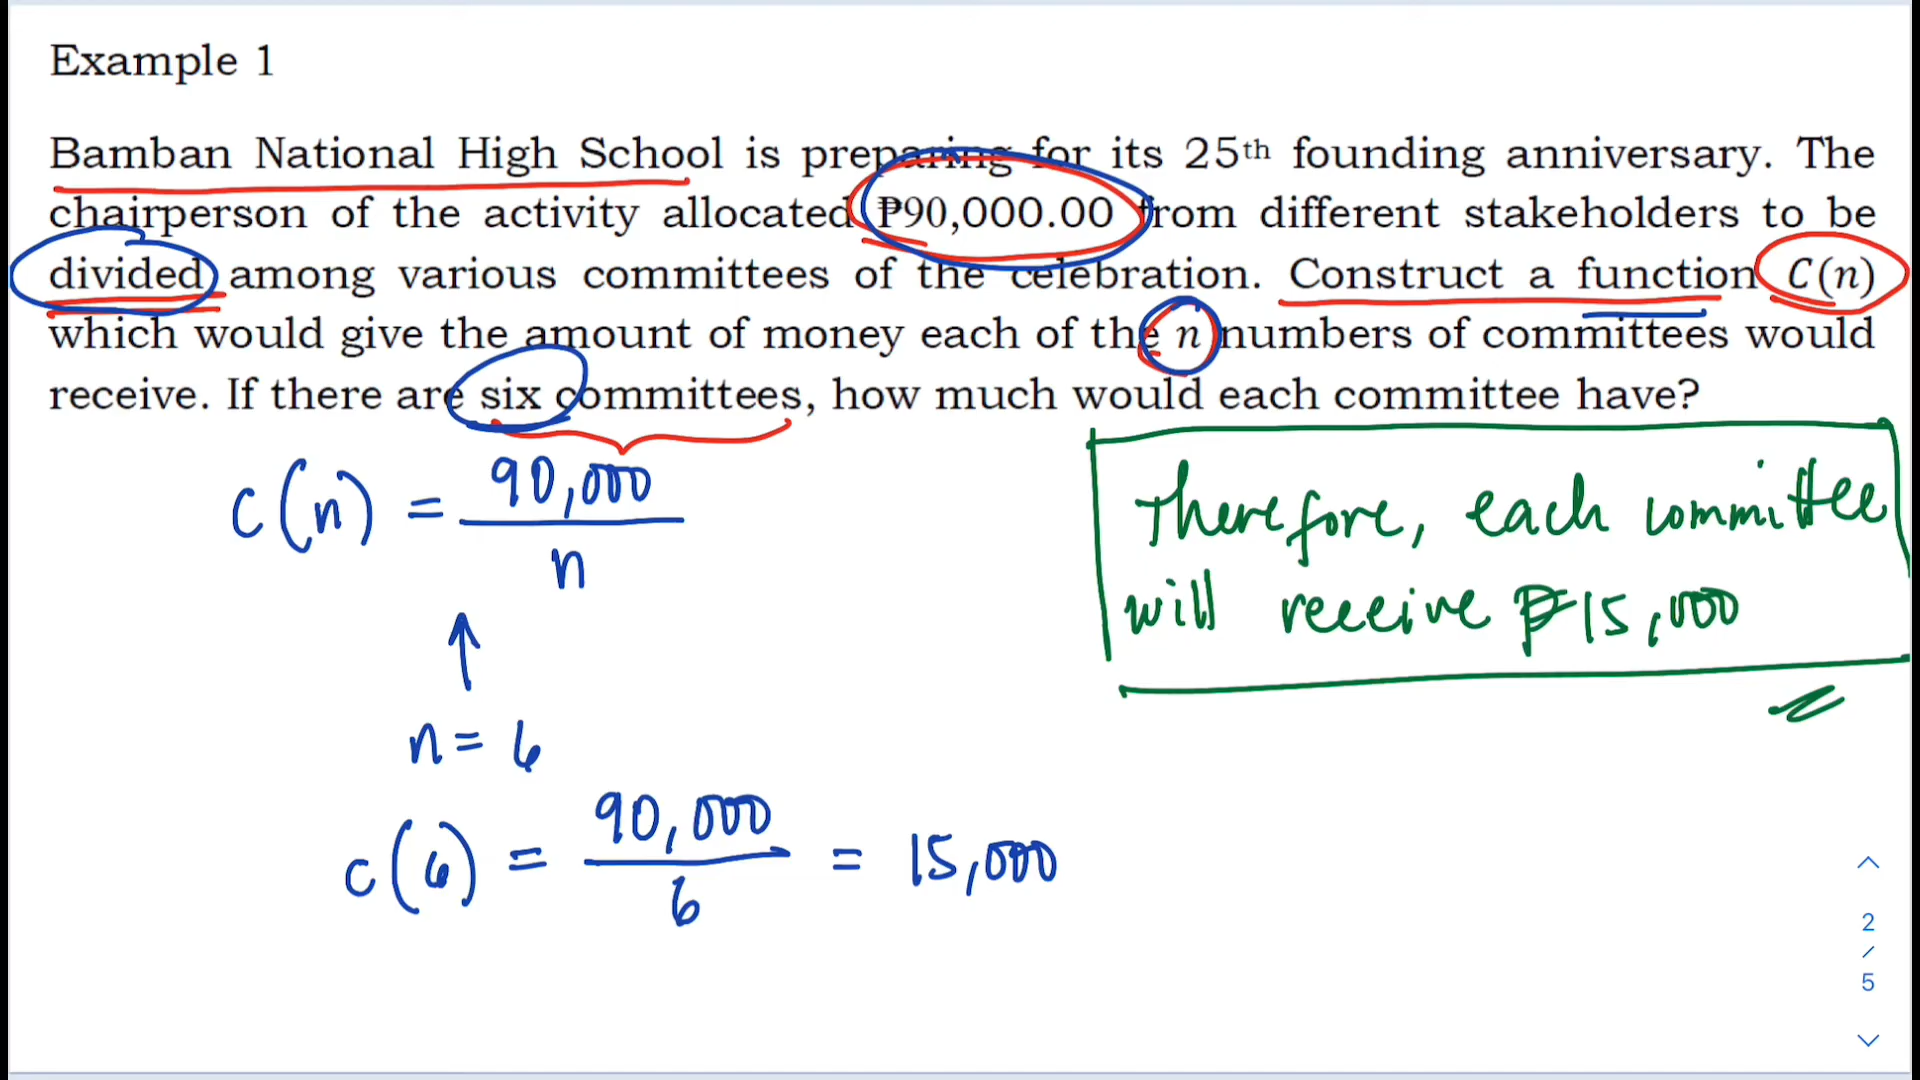 Example 1
Bamban National High School is preparing for its 25th founding anniversary. The
chairperson of the activity allocated ₱90,000.00 from different stakeholders to be
divided among various committees of the celebration. Construct a function C(n)
which would give the amount of money each of the n numbers of committees would
receive. If there are six committees, how much would each committee have?
C(n) = 90,000 / n
n = 6
C(6) = 90,000 / 6 = 15,000
Therefore, each committee
will receive ₱15,000
2
/
5